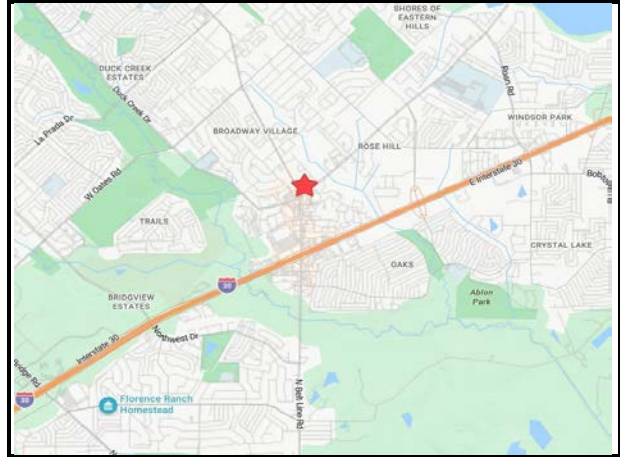 SHORES OF
EASTERN
HILLS
DUCK CREEK
ESTATES
Duck Creek Dr
Roan Rd
La Prada Dr
BROADWAY VILLAGE
WINDSOR PARK
ROSE HILL
W Oates Rd
E Interstate 30
TRAILS
CRYSTAL LAKE
OAKS
30
BRIDGVIEW
ESTATES
Ablon
Park
Northwest Dr
Interstate 30
30
Florence Ranch
Homestead
N Belt Line Rd